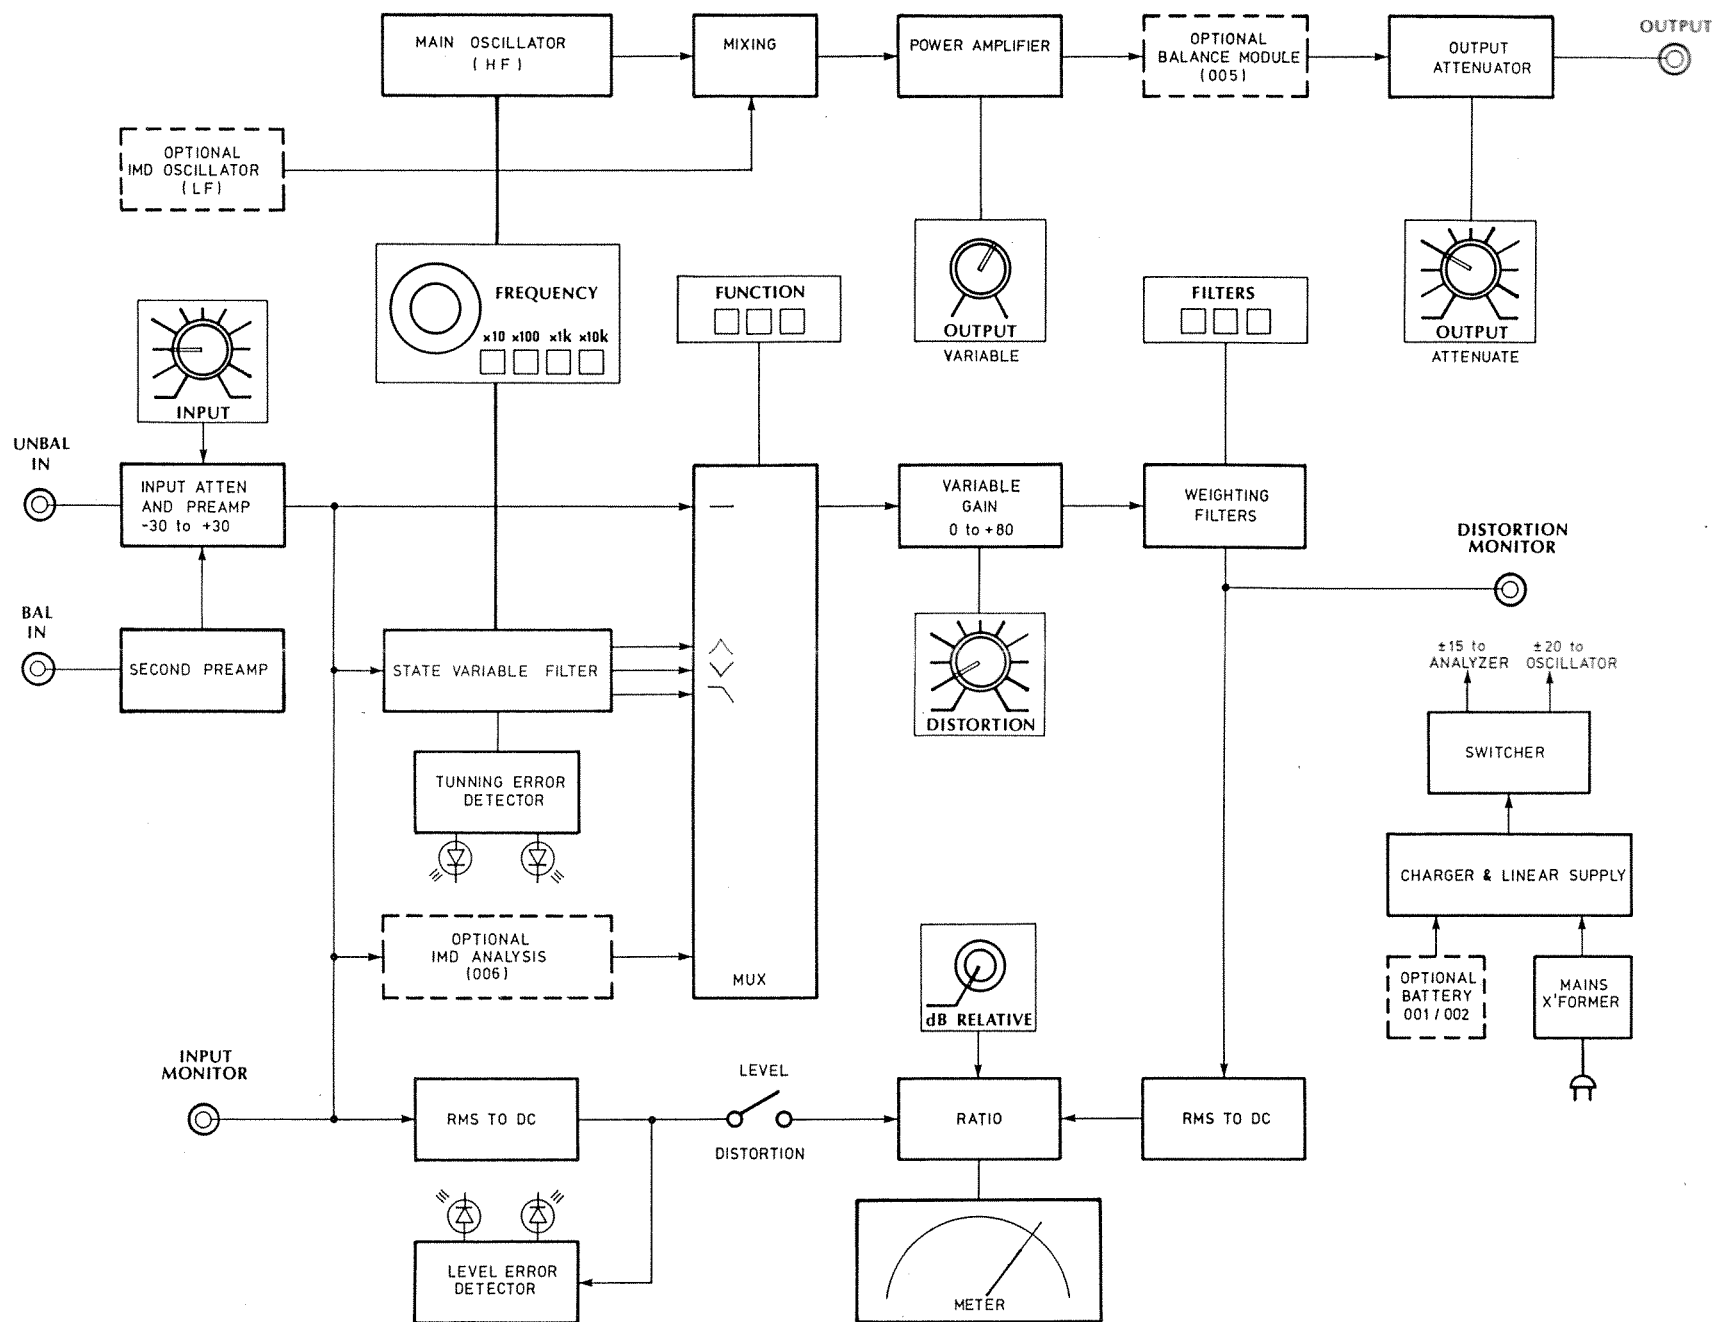 MAIN OSCILLATOR
(HF)
MIXING
POWER AMPLIFIER
OPTIONAL
BALANCE MODULE
(005)
OUTPUT
ATTENUATOR
OUTPUT
OPTIONAL
IMD OSCILLATOR
(LF)
FREQUENCY
x10 x100 x1k x10k
FUNCTION
OUTPUT
VARIABLE
FILTERS
OUTPUT
ATTENUATE
INPUT
UNBAL
IN
INPUT ATTEN
AND PREAMP
-30 to +30
VARIABLE
GAIN
0 to +80
WEIGHTING
FILTERS
DISTORTION
MONITOR
BAL
IN
SECOND PREAMP
STATE VARIABLE FILTER
DISTORTION
±15 to
ANALYZER
±20 to
OSCILLATOR
SWITCHER
TUNNING ERROR
DETECTOR
CHARGER & LINEAR SUPPLY
OPTIONAL
IMD ANALYSIS
(006)
MUX
dB RELATIVE
OPTIONAL
BATTERY
001 / 002
MAINS
X'FORMER
INPUT
MONITOR
RMS TO DC
LEVEL
DISTORTION
RATIO
RMS TO DC
LEVEL ERROR
DETECTOR
METER